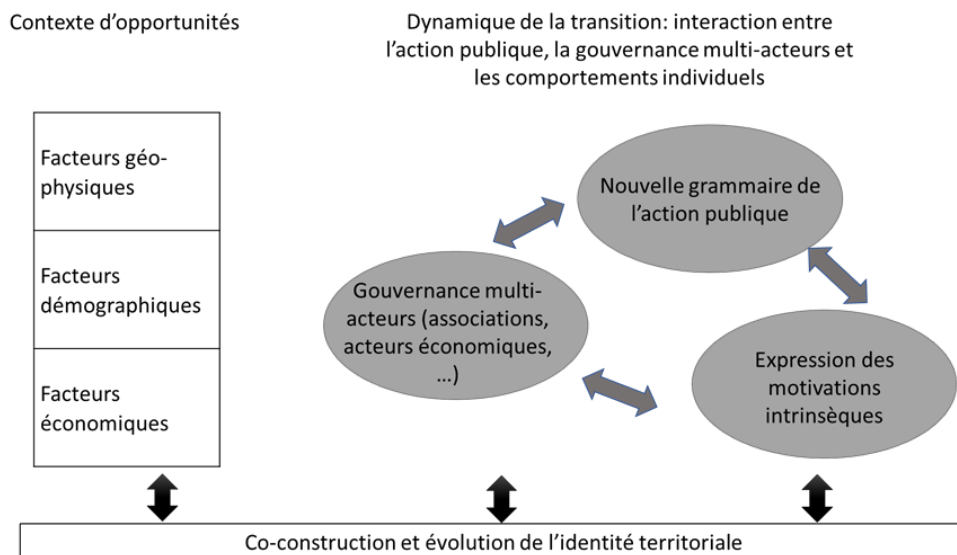 Contexte d'opportunités
Dynamique de la transition: interaction entre
l'action publique, la gouvernance multi-acteurs et
les comportements individuels
Facteurs géo-
physiques
Facteurs
démographiques
Facteurs
économiques
Nouvelle grammaire de
l'action publique
Gouvernance multi-
acteurs (associations,
acteurs économiques,
...)
Expression des
motivations
intrinsèques
Co-construction et évolution de l'identité territoriale